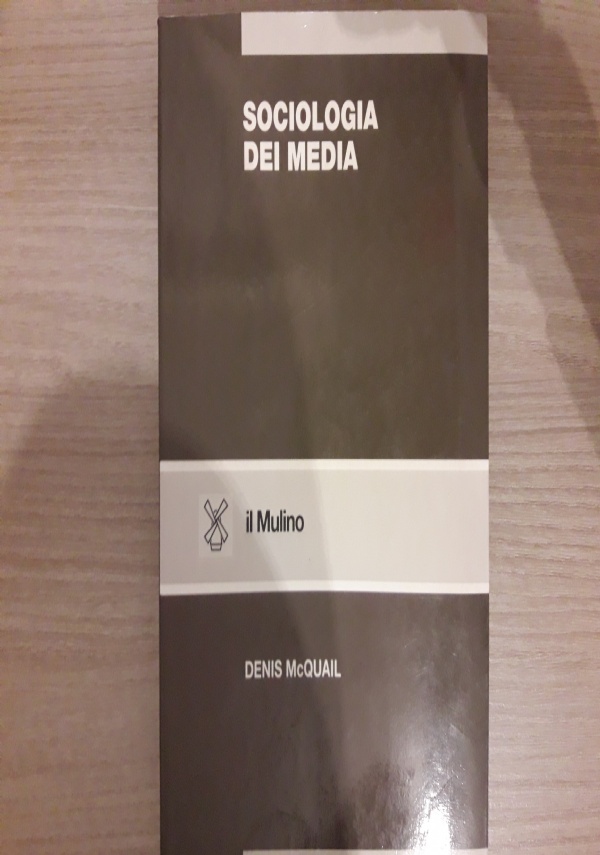 SOCIOLOGIA
DEI MEDIA
il Mulino
DENIS McQUAIL